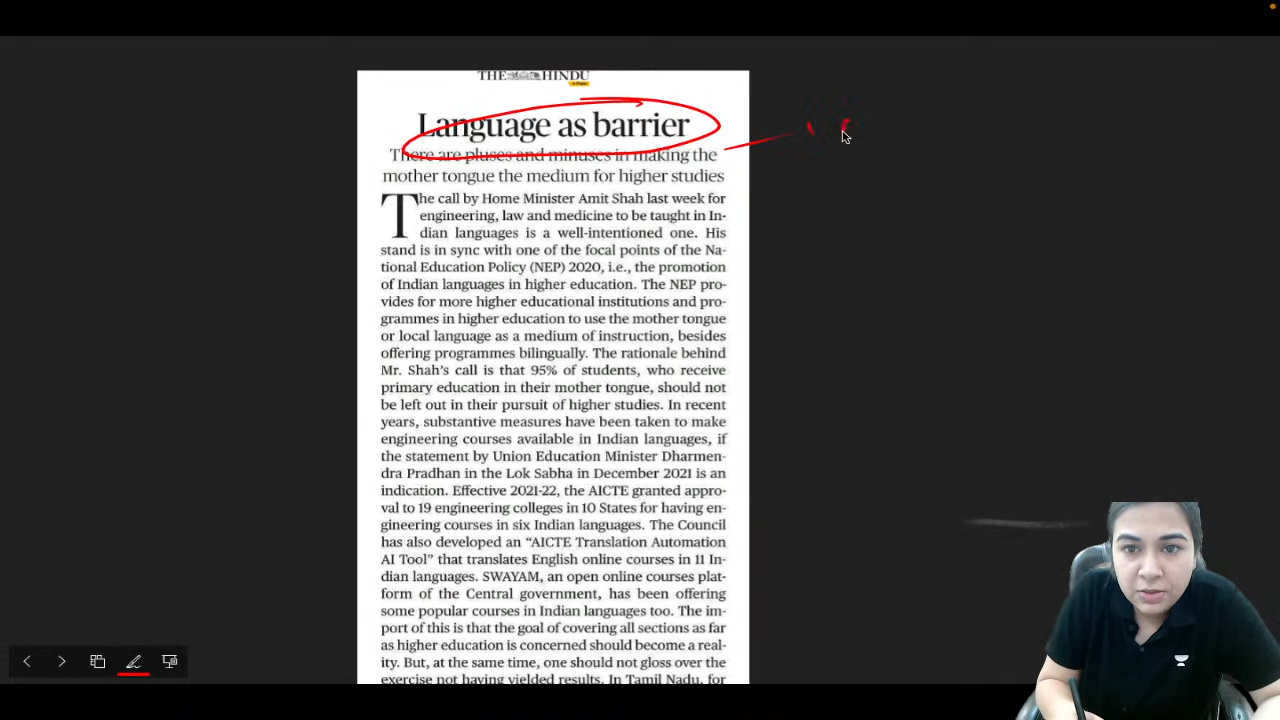 THE HINDU
e-Paper
Language as barrier
There are pluses and minuses in making the
mother tongue the medium for higher studies
The call by Home Minister Amit Shah last week for
engineering, law and medicine to be taught in In-
dian languages is a well-intentioned one. His
stand is in sync with one of the focal points of the Na-
tional Education Policy (NEP) 2020, i.e., the promotion
of Indian languages in higher education. The NEP pro-
vides for more higher educational institutions and pro-
grammes in higher education to use the mother tongue
or local language as a medium of instruction, besides
offering programmes bilingually. The rationale behind
Mr. Shah's call is that 95% of students, who receive
primary education in their mother tongue, should not
be left out in their pursuit of higher studies. In recent
years, substantive measures have been taken to make
engineering courses available in Indian languages, if
the statement by Union Education Minister Dharmen-
dra Pradhan in the Lok Sabha in December 2021 is an
indication. Effective 2021-22, the AICTE granted appro-
val to 19 engineering colleges in 10 States for having en-
gineering courses in six Indian languages. The Council
has also developed an “AICTE Translation Automation
AI Tool” that translates English online courses in 11 In-
dian languages. SWAYAM, an open online courses plat-
form of the Central government, has been offering
some popular courses in Indian languages too. The im-
port of this is that the goal of covering all sections as far
as higher education is concerned should become a real-
ity. But, at the same time, one should not gloss over the
exercise not having yielded results. In Tamil Nadu, for